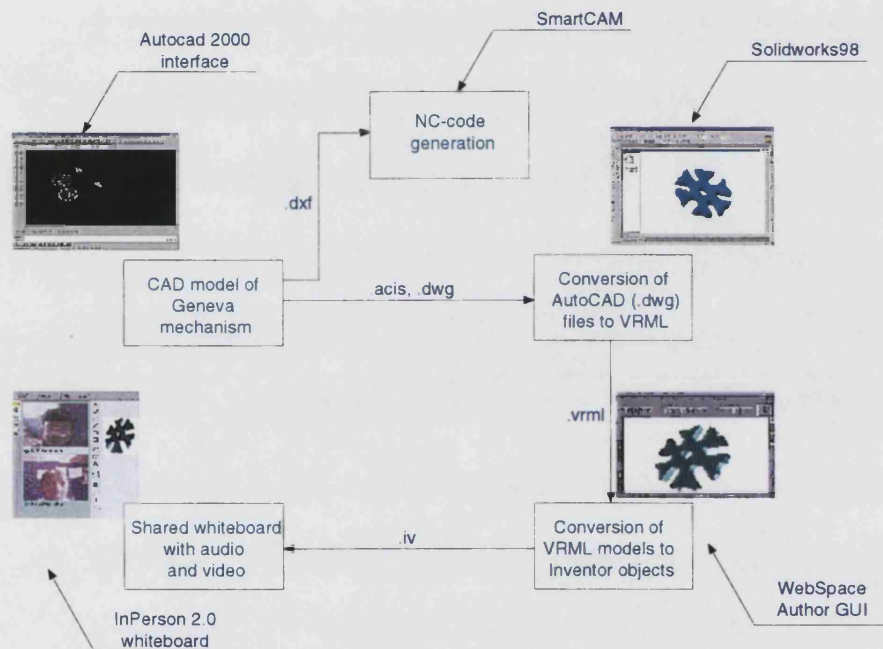 SmartCAM
Autocad 2000
interface
Solidworks98
NC-code
generation
.dxf
CAD model of
Geneva
mechanism
.acis, .dwg
Conversion of
AutoCAD (.dwg)
files to VRML
.vrml
Shared whiteboard
with audio
and video
.iv
Conversion of
VRML models to
Inventor objects
WebSpace
Author GUI
InPerson 2.0
whiteboard